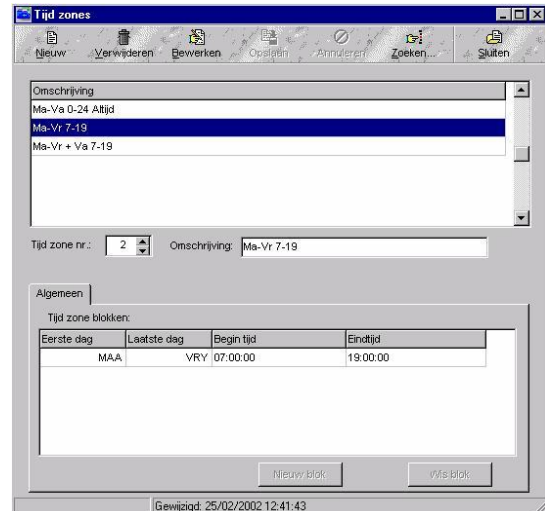 Tijd zones
Nieuw Verwijderen Bewerken Opslaan Annuleren Zoeken... Sluiten
Omschrijving
Ma-Va 0-24 Altijd
Ma-Vr 7-19
Ma-Vr + Va 7-19
Tijd zone nr.: 2 Omschrijving: Ma-Vr 7-19
Algemeen
Tijd zone blokken:
Eerste dag Laatste dag Begin tijd Eindtijd
MAA VRY 07:00:00 19:00:00
Nieuw blok Wis blok
Gewijzigd: 25/02/2002 12:41:43